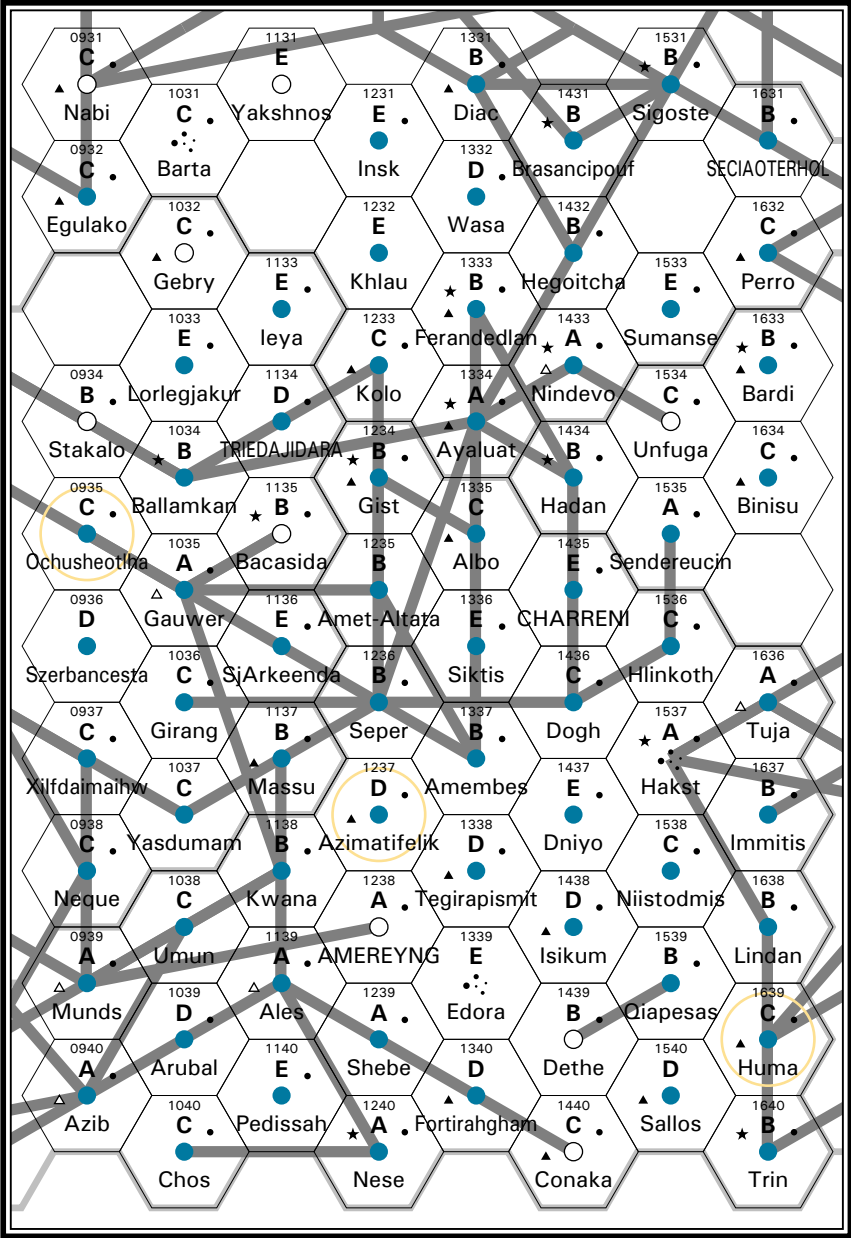 0931
C
Nabi
1131
E
Yakshnos
1331
B
Diac
1531
B
Sigoste
1031
C
Barta
1231
E
Insk
1431
B
Brasancipouf
1631
B
SECIAOTERHOL
0932
C
Egulako
1332
D
Wasa
1032
C
Gebry
1232
E
Khlau
1432
B
Hegoitcha
1632
C
Perro
1133
E
Ieya
1333
B
Ferandedlan
1533
E
Sumanse
1033
E
Lorlegjakur
1233
C
Kolo
1433
A
Nindevo
1633
B
Bardi
0934
B
Stakalo
1134
D
TRIEDAJIDARA
1334
A
Ayaluat
1534
C
Unfuga
1034
B
Ballamkan
1234
B
Gist
1434
B
Hadan
1634
C
Binisu
0935
C
Ochusheotlha
1135
B
Bacasida
1335
C
Albo
1535
A
Sendereucin
1035
A
Gauwer
1235
B
Amet-Altata
1435
E
CHARRENI
0936
D
Szerbancesta
1136
E
SjArkeenda
1336
E
Siktis
1536
C
Hlinkoth
1036
C
Girang
1236
B
Seper
1436
C
Dogh
1636
A
Tuja
0937
C
Xilfdaimaihw
1137
B
Massu
1337
B
Amembes
1537
A
Hakst
1037
C
Yasdumam
1237
D
Azimatifelik
1437
E
Dniyo
1637
B
Immitis
0938
C
Neque
1138
B
Kwana
1338
D
Tegirapismit
1538
C
Niistodmis
1038
C
Umun
1238
A
AMEREYNG
1438
D
Isikum
1638
B
Lindan
0939
A
Munds
1139
A
Ales
1339
E
Edora
1539
B
Qiapesas
1039
D
Arubal
1239
A
Shebe
1439
B
Dethe
1639
C
Huma
0940
A
Azib
1140
E
Pedissah
1340
D
Fortirahgham
1540
D
Sallos
1040
C
Chos
1240
A
Nese
1440
C
Conaka
1640
B
Trin